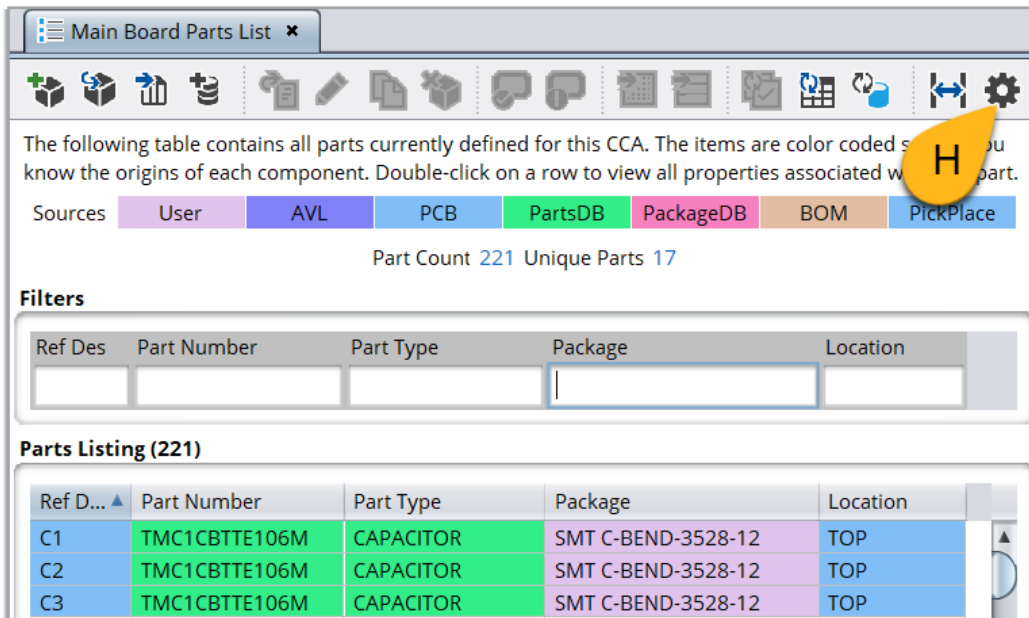 Main Board Parts List
The following table contains all parts currently defined for this CCA. The items are color coded
know the origins of each component. Double-click on a row to view all properties associated part.
H
Sources User AVL PCB PartsDB PackageDB BOM PickPlace
Part Count 221 Unique Parts 17
Filters
Ref Des Part Number Part Type Package Location
Parts Listing (221)
Ref D... Part Number Part Type Package Location
C1 TMC1CBTTE106M CAPACITOR SMT C-BEND-3528-12 TOP
C2 TMC1CBTTE106M CAPACITOR SMT C-BEND-3528-12 TOP
C3 TMC1CBTTE106M CAPACITOR SMT C-BEND-3528-12 TOP